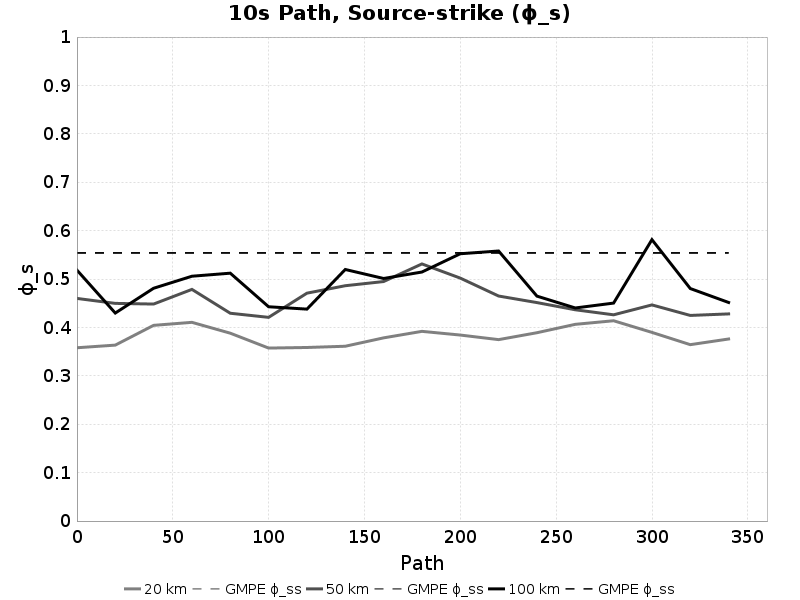 10s Path, Source-strike (ϕ_s)
1
0.9
0.8
0.7
0.6
0.5
0.4
0.3
0.2
0.1
0
ϕ_s
0 50 100 150 200 250 300 350
Path
20 km GMPE ϕ_ss 50 km GMPE ϕ_ss 100 km GMPE ϕ_ss